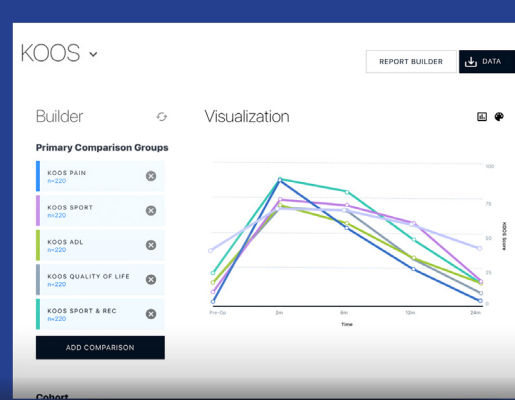 KOOS
REPORT BUILDER
DATA
Builder
Visualization
Primary Comparison Groups
KOOS PAIN
n=220
KOOS SPORT
n=220
KOOS ADL
n=220
KOOS QUALITY OF LIFE
n=220
KOOS SPORT & REC
n=220
ADD COMPARISON
100
75
50
25
0
KOOS Score
Pre-Op
2m
6m
12m
24m
Time
Cohort